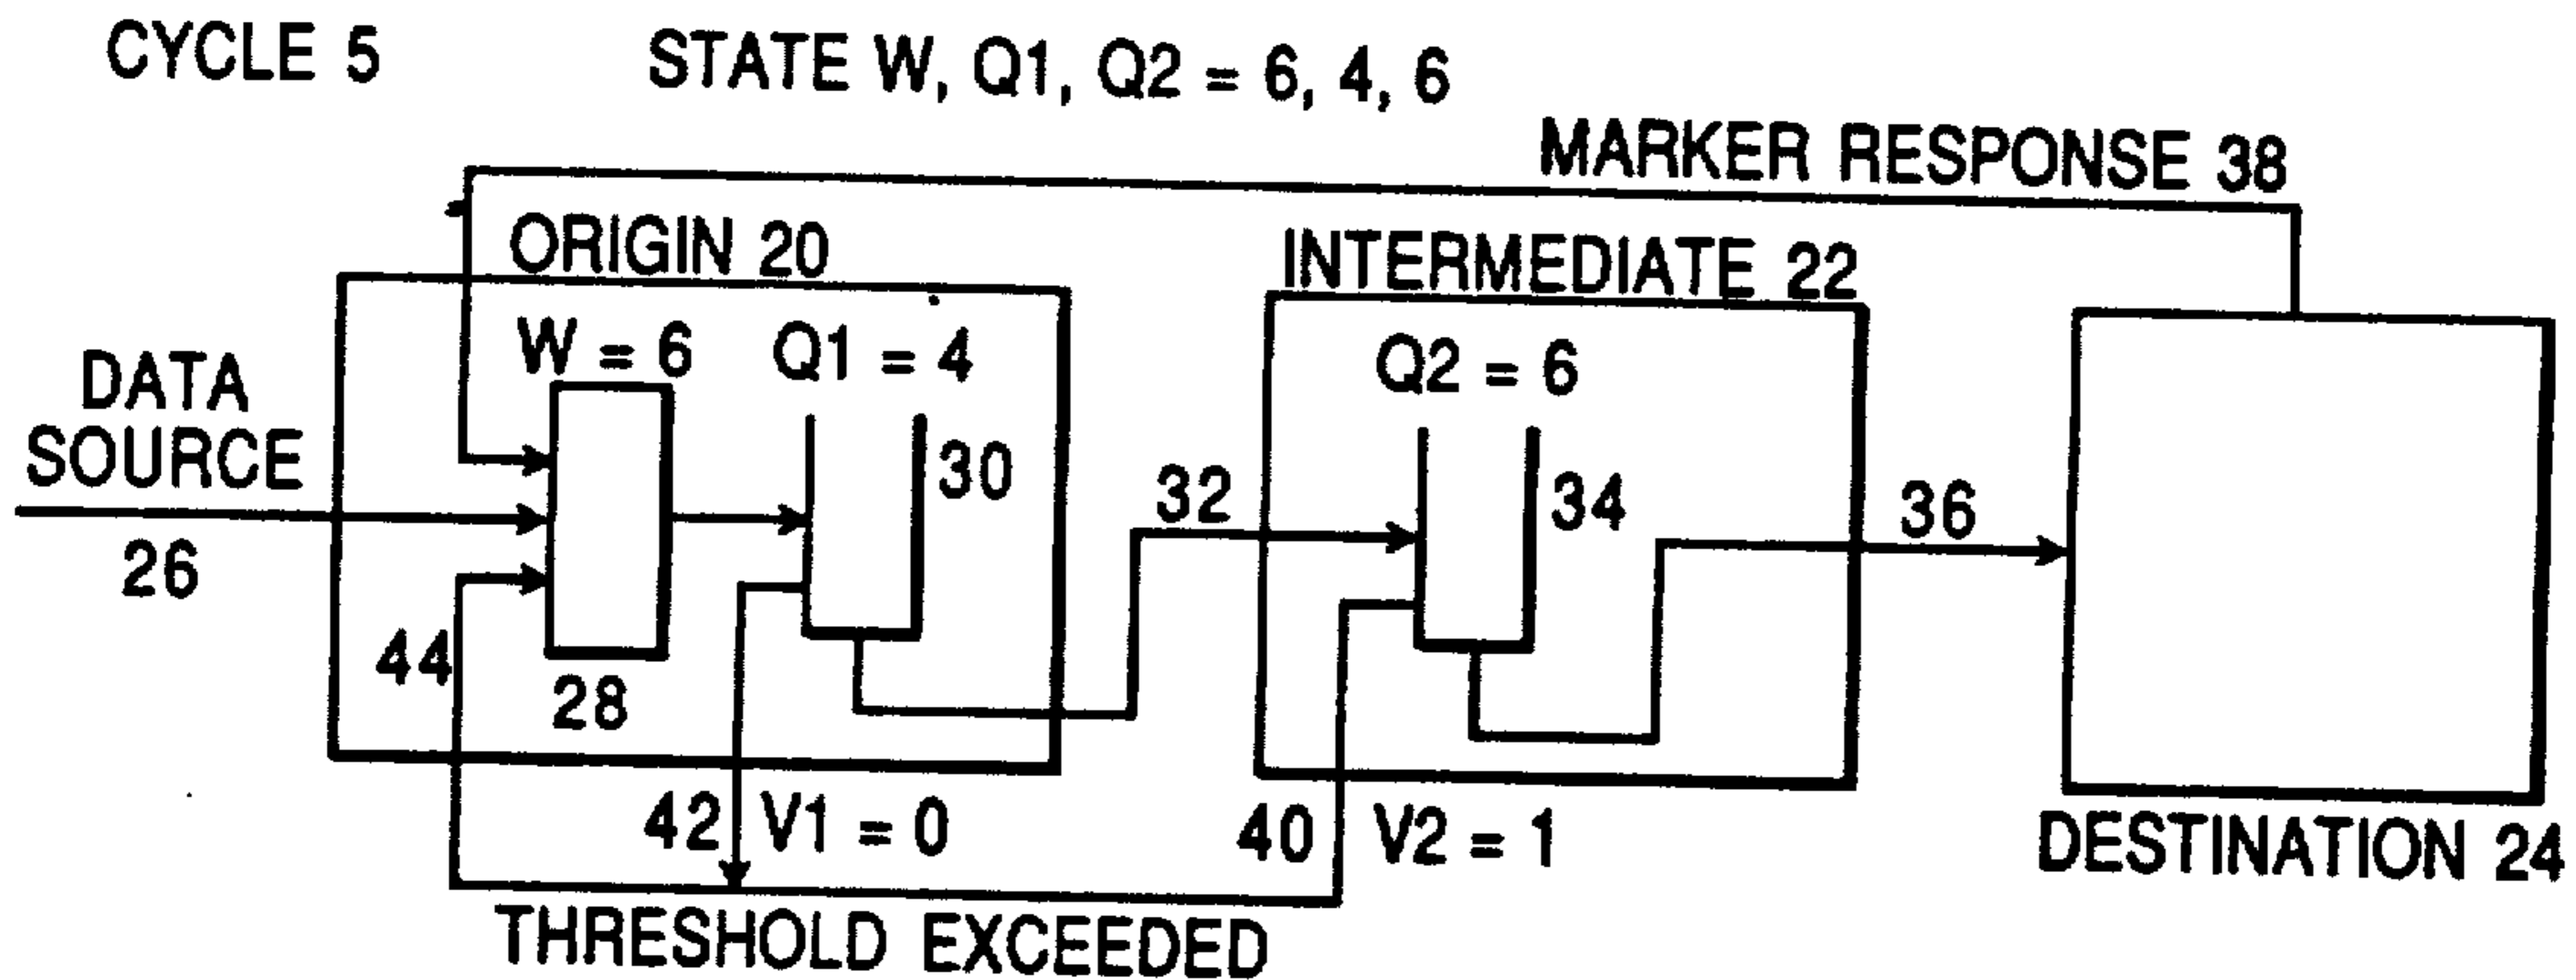 CYCLE 5
STATE W, Q1, Q2 = 6, 4, 6
MARKER RESPONSE 38
ORIGIN 20
INTERMEDIATE 22
W = 6
Q1 = 4
Q2 = 6
DATA
SOURCE
26
30
32
34
36
44
28
42
V1 = 0
40
V2 = 1
DESTINATION 24
THRESHOLD EXCEEDED